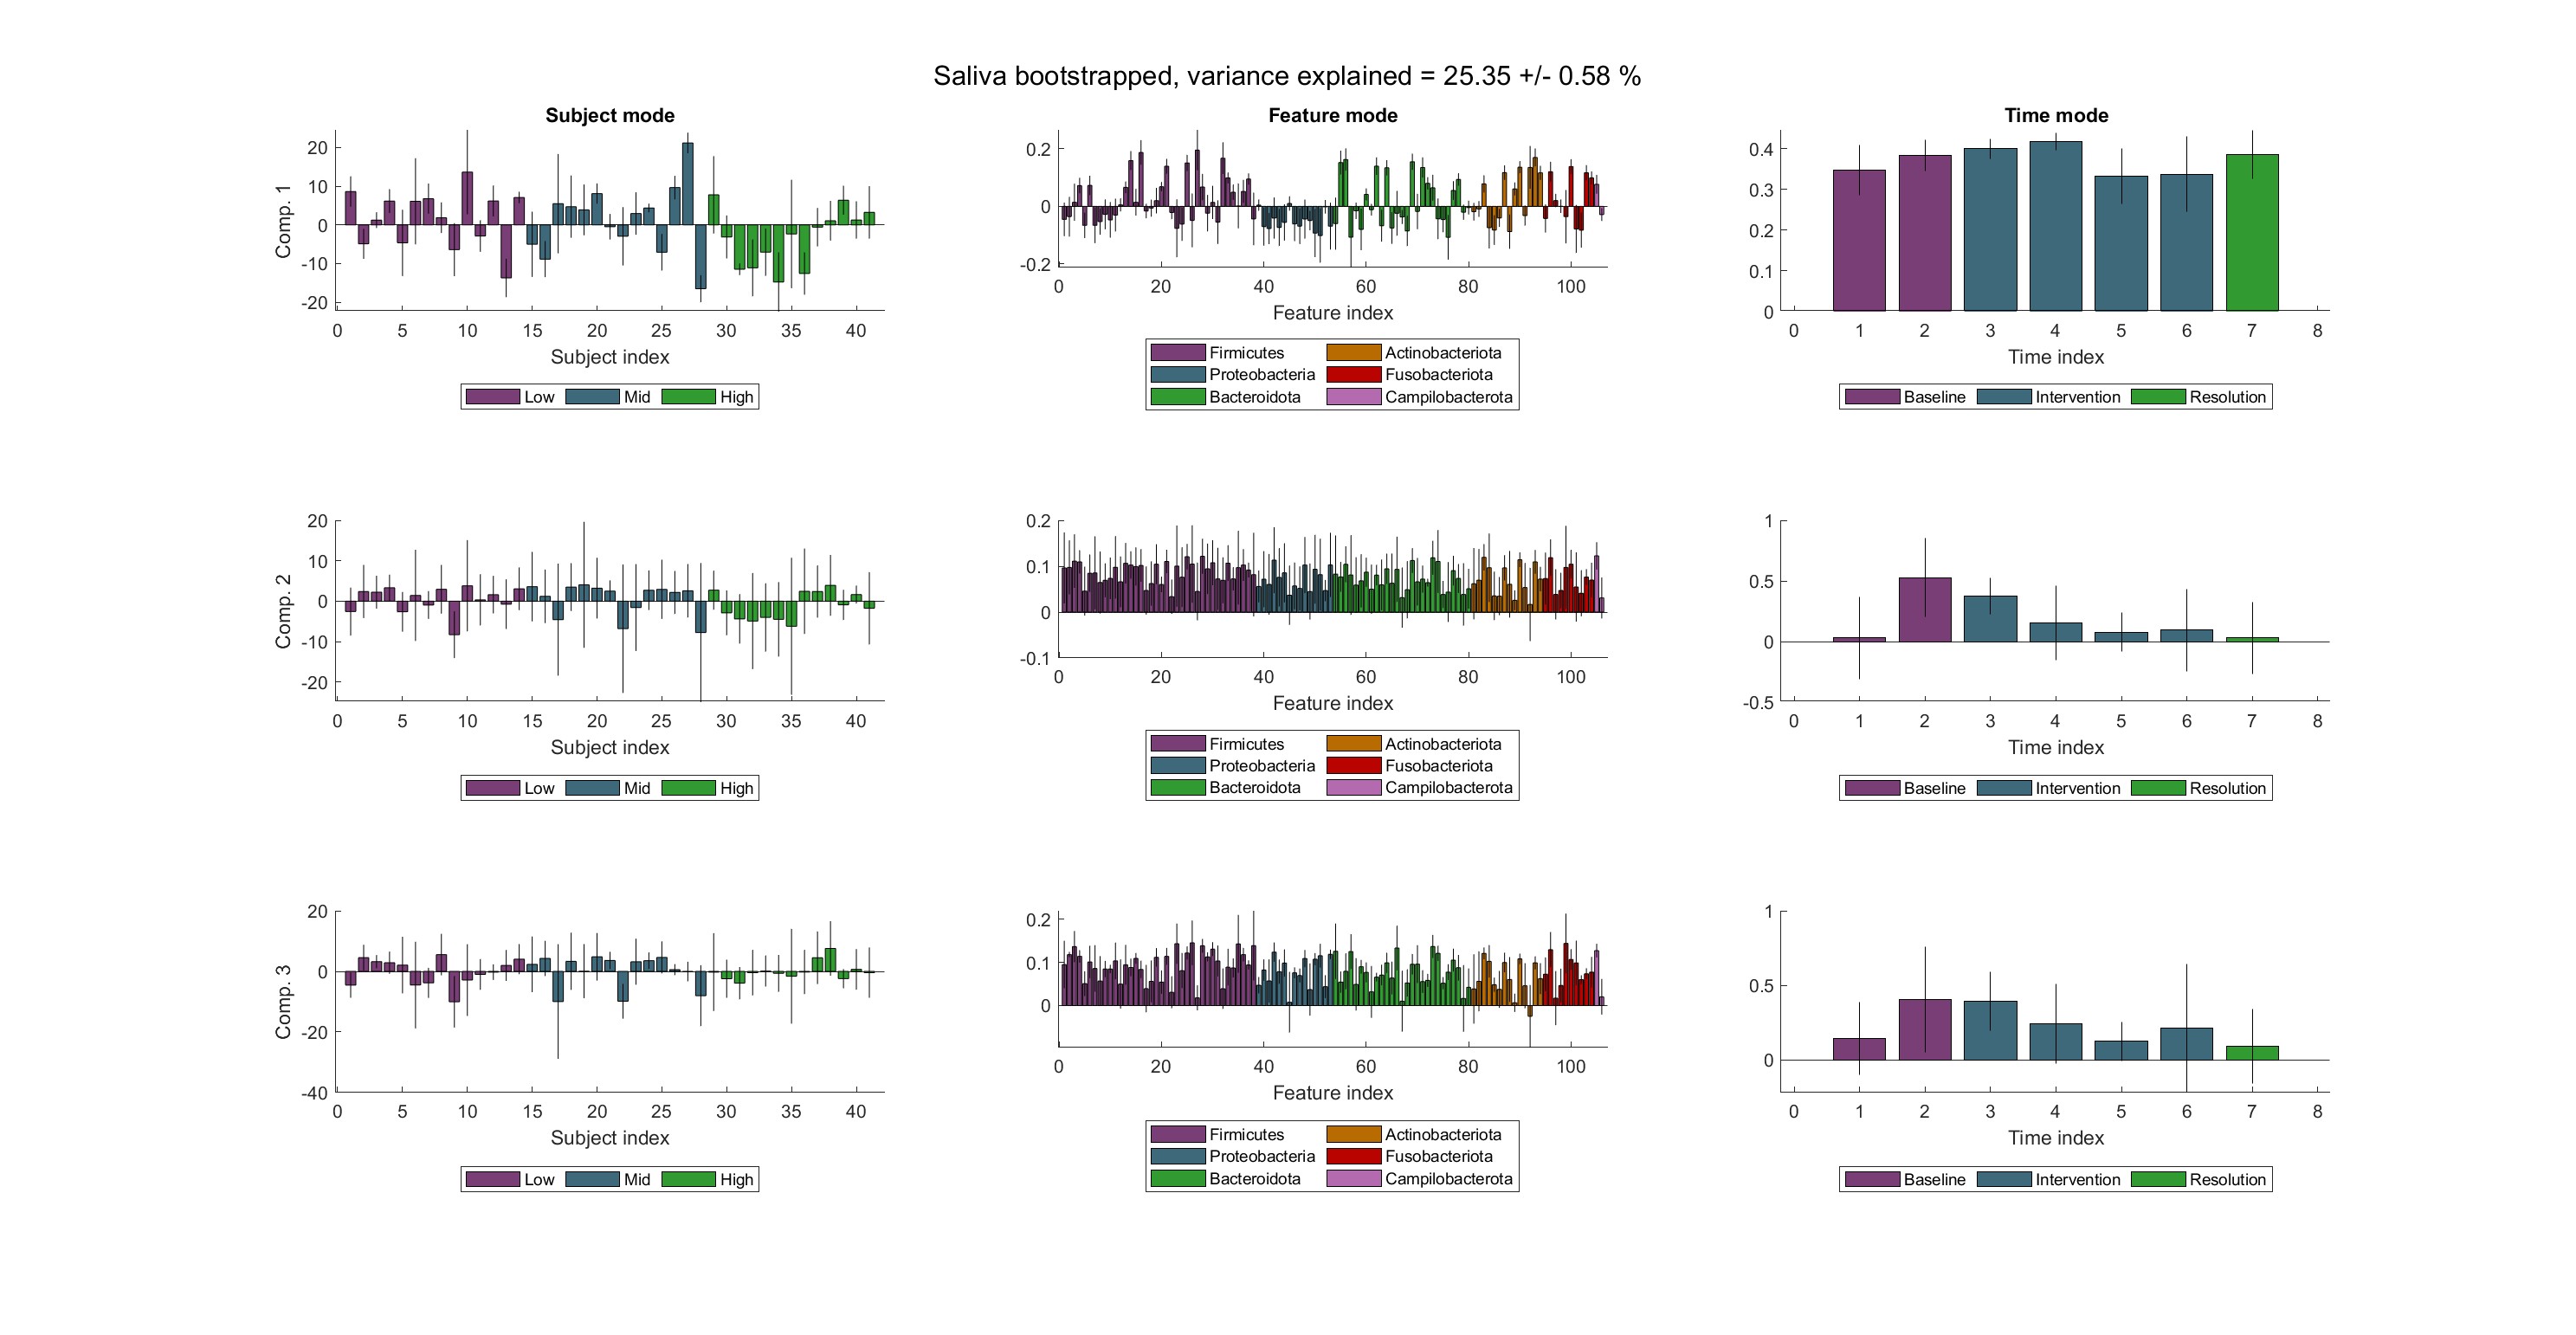 Saliva bootstrapped, variance explained = 25.35 +/- 0.58 %
Subject mode
Comp. 1
20
10
0
-10
-20
0 5 10 15 20 25 30 35 40
Subject index
Low Mid High
Feature mode
0.2
0
-0.2
0 20 40 60 80 100
Feature index
Firmicutes Actinobacteriota
Proteobacteria Fusobacteriota
Bacteroidota Campilobacterota
Time mode
0.4
0.3
0.2
0.1
0
0 1 2 3 4 5 6 7 8
Time index
Baseline Intervention Resolution
Comp. 2
20
10
0
-10
-20
0 5 10 15 20 25 30 35 40
Subject index
Low Mid High
0.2
0.1
0
-0.1
0 20 40 60 80 100
Feature index
Firmicutes Actinobacteriota
Proteobacteria Fusobacteriota
Bacteroidota Campilobacterota
1
0.5
0
-0.5
0 1 2 3 4 5 6 7 8
Time index
Baseline Intervention Resolution
Comp. 3
20
0
-20
-40
0 5 10 15 20 25 30 35 40
Subject index
Low Mid High
0.2
0.1
0
0 20 40 60 80 100
Feature index
Firmicutes Actinobacteriota
Proteobacteria Fusobacteriota
Bacteroidota Campilobacterota
1
0.5
0
0 1 2 3 4 5 6 7 8
Time index
Baseline Intervention Resolution